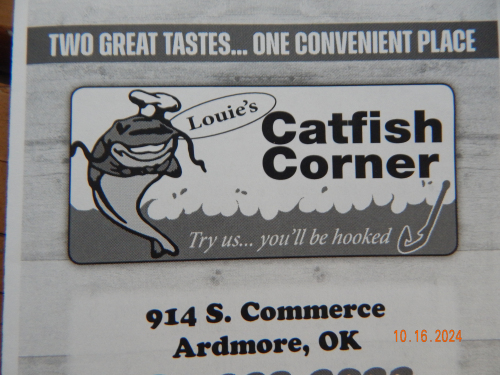 TWO GREAT TASTES... ONE CONVENIENT PLACE
Louie's
Catfish
Corner
Try us... you'll be hooked
914 S. Commerce
Ardmore, OK
10.16.2024